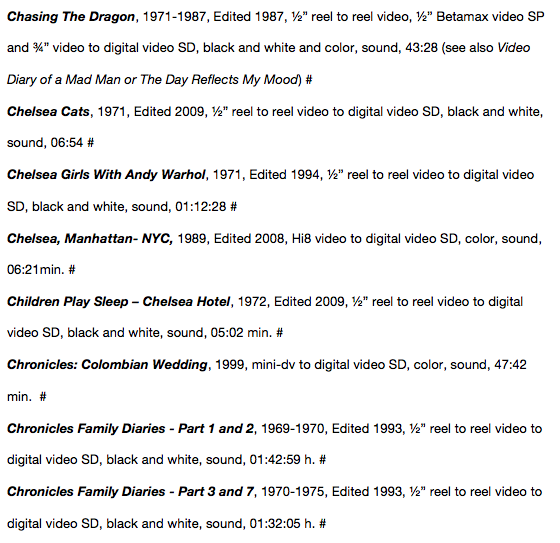 Chasing The Dragon, 1971-1987, Edited 1987, ½” reel to reel video, ½” Betamax video SP
and ¾” video to digital video SD, black and white and color, sound, 43:28 (see also Video
Diary of a Mad Man or The Day Reflects My Mood) #
Chelsea Cats, 1971, Edited 2009, ½” reel to reel video to digital video SD, black and white,
sound, 06:54 #
Chelsea Girls With Andy Warhol, 1971, Edited 1994, ½” reel to reel video to digital video
SD, black and white, sound, 01:12:28 #
Chelsea, Manhattan- NYC, 1989, Edited 2008, Hi8 video to digital video SD, color, sound,
06:21min. #
Children Play Sleep – Chelsea Hotel, 1972, Edited 2009, ½” reel to reel video to digital
video SD, black and white, sound, 05:02 min. #
Chronicles: Colombian Wedding, 1999, mini-dv to digital video SD, color, sound, 47:42
min.  #
Chronicles Family Diaries - Part 1 and 2, 1969-1970, Edited 1993, ½” reel to reel video to
digital video SD, black and white, sound, 01:42:59 h. #
Chronicles Family Diaries - Part 3 and 7, 1970-1975, Edited 1993, ½” reel to reel video to
digital video SD, black and white, sound, 01:32:05 h. #